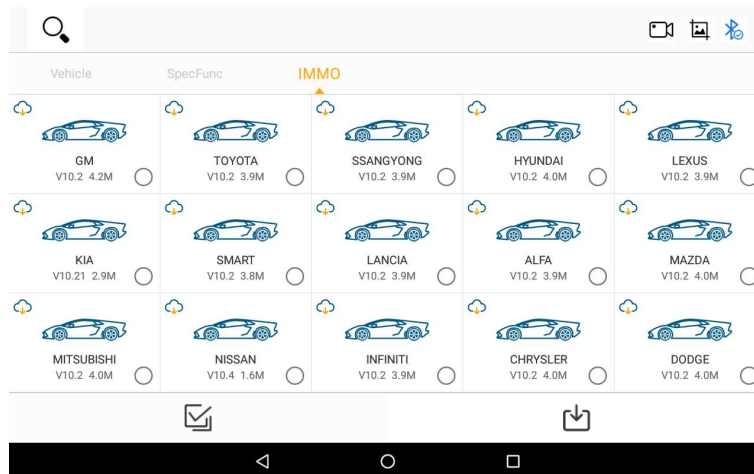 Vehicle SpecFunc IMMO
GM TOYOTA SSANGYONG HYUNDAI LEXUS
V10.2 4.2M V10.2 3.9M V10.2 3.9M V10.2 4.0M V10.2 3.9M
KIA SMART LANCIA ALFA MAZDA
V10.21 2.9M V10.2 3.8M V10.2 3.9M V10.2 3.9M V10.2 4.0M
MITSUBISHI NISSAN INFINITI CHRYSLER DODGE
V10.2 4.0M V10.4 1.6M V10.2 3.9M V10.2 4.0M V10.2 4.0M